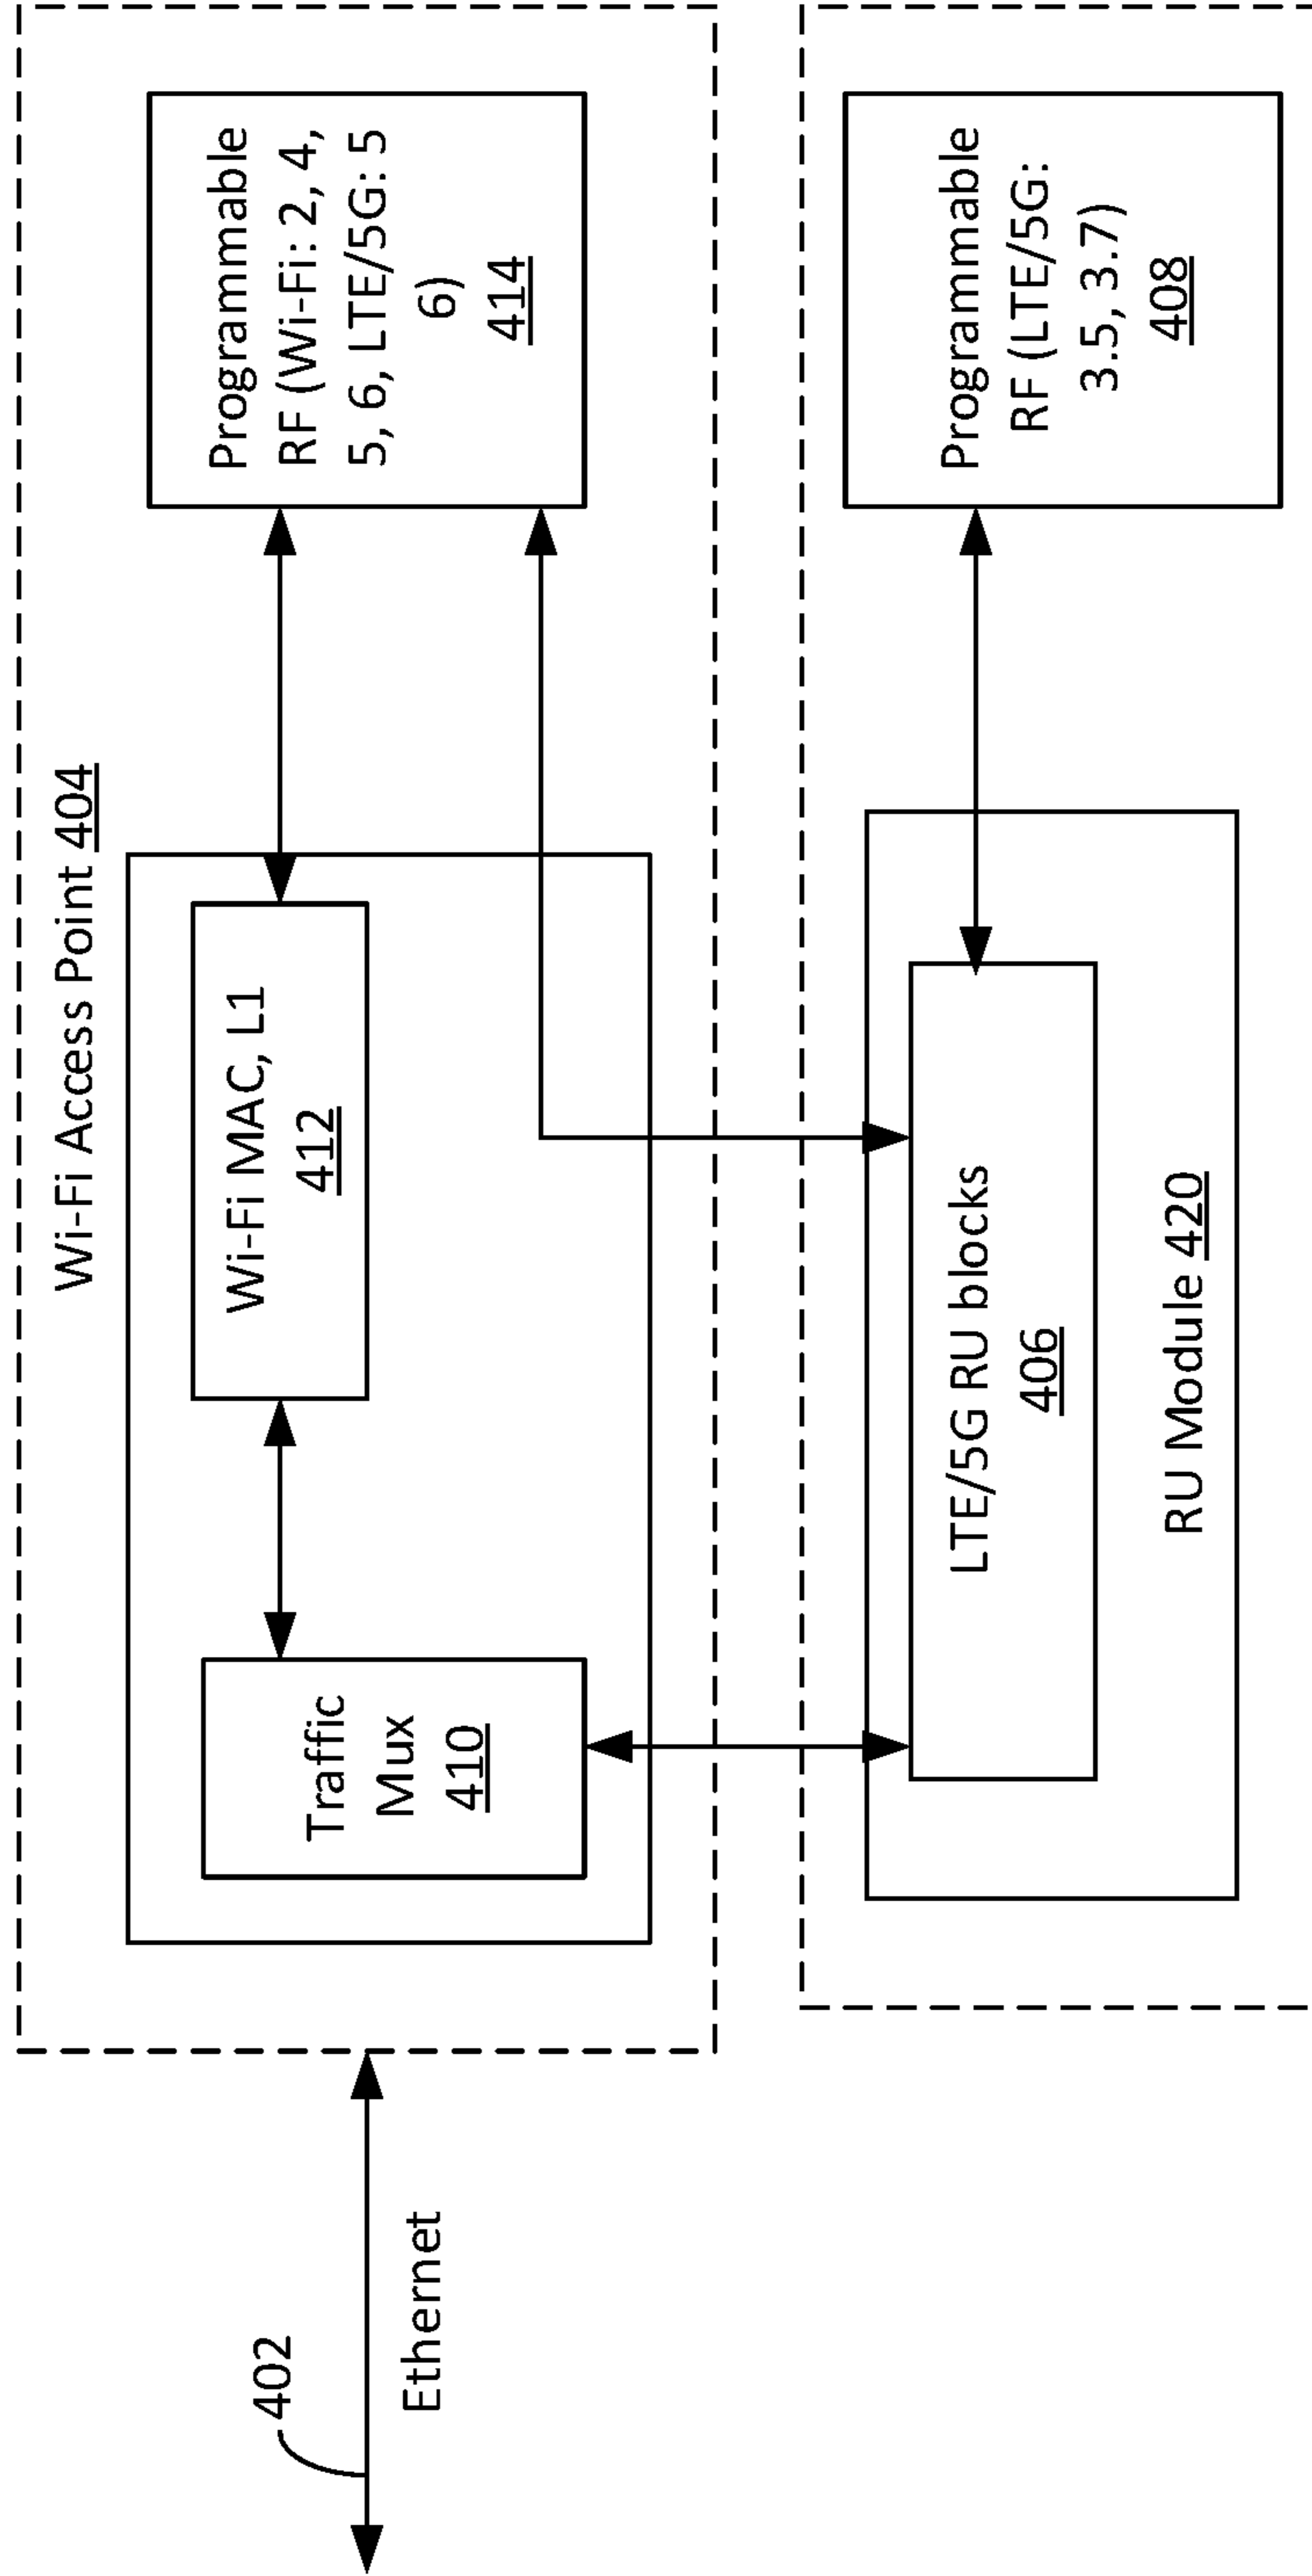 Wi-Fi Access Point 404
Programmable
RF (Wi-Fi: 2, 4,
5, 6, LTE/5G: 5
6)
414
Wi-Fi MAC, L1
412
Traffic
Mux
410
402
Ethernet
LTE/5G RU blocks
406
RU Module 420
Programmable
RF (LTE/5G:
3.5, 3.7)
408